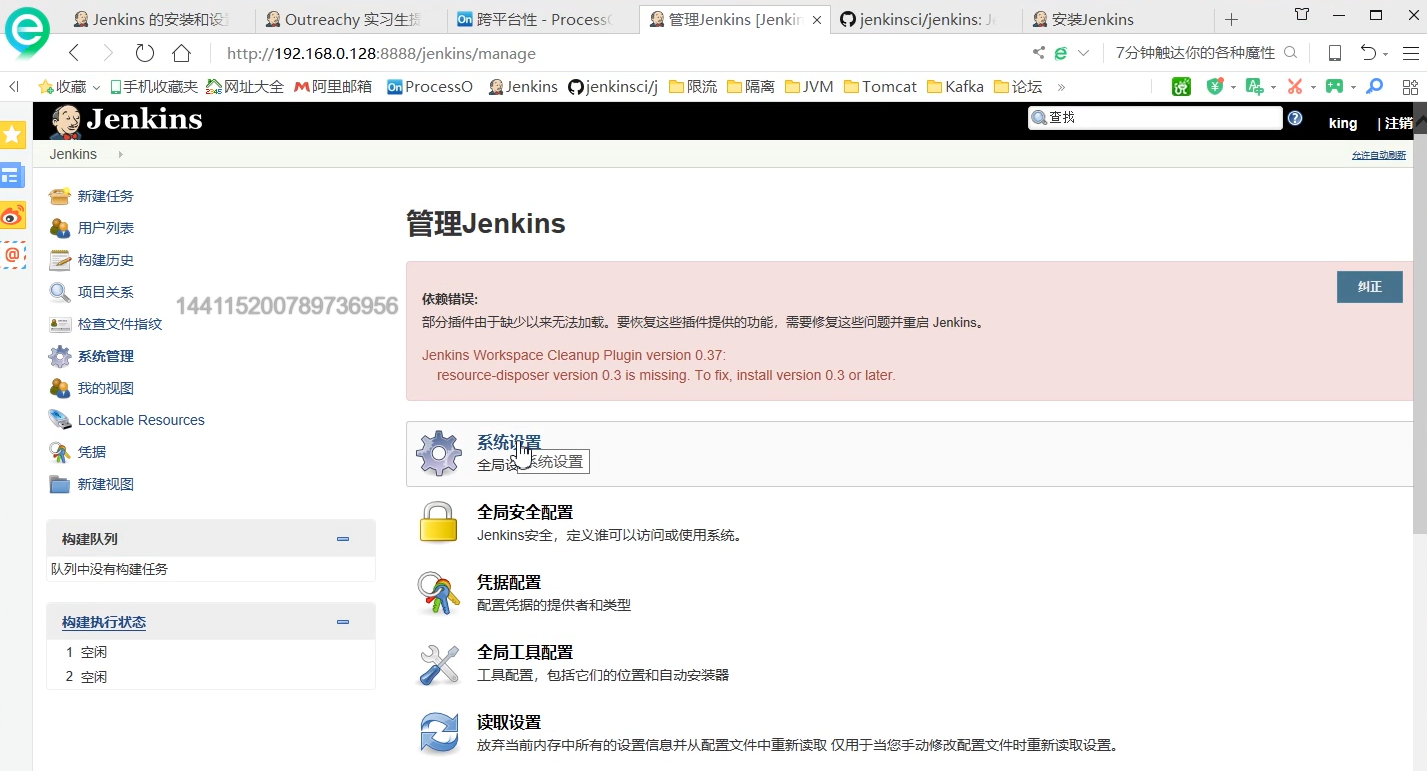 Jenkins 的安装和设
Outreachy 实习生提
On 跨平台性 - ProcessO
管理Jenkins [Jenkin
jenkinsci/jenkins: J
安装Jenkins
http://192.168.0.128:8888/jenkins/manage
7分钟触达你的各种魔性
收藏
手机收藏夹
网址大全
阿里邮箱
On ProcessO
Jenkins
jenkinsci/j
限流
隔离
JVM
Tomcat
Kafka
论坛
»
Jenkins
查找
king
| 注销
Jenkins
允许自动刷新
新建任务
用户列表
构建历史
项目关系
检查文件指纹
系统管理
我的视图
Lockable Resources
凭据
新建视图
构建队列
队列中没有构建任务
构建执行状态
1 空闲
2 空闲
144115200789736956
管理Jenkins
依赖错误:
纠正
部分插件由于缺少以来无法加载。要恢复这些插件提供的功能，需要修复这些问题并重启 Jenkins。
Jenkins Workspace Cleanup Plugin version 0.37:
resource-disposer version 0.3 is missing. To fix, install version 0.3 or later.
系统设置
全局设
系统设置
全局安全配置
Jenkins安全，定义谁可以访问或使用系统。
凭据配置
配置凭据的提供者和类型
全局工具配置
工具配置，包括它们的位置和自动安装器
读取设置
放弃当前内存中所有的设置信息并从配置文件中重新读取 仅用于当您手动修改配置文件时重新读取设置。